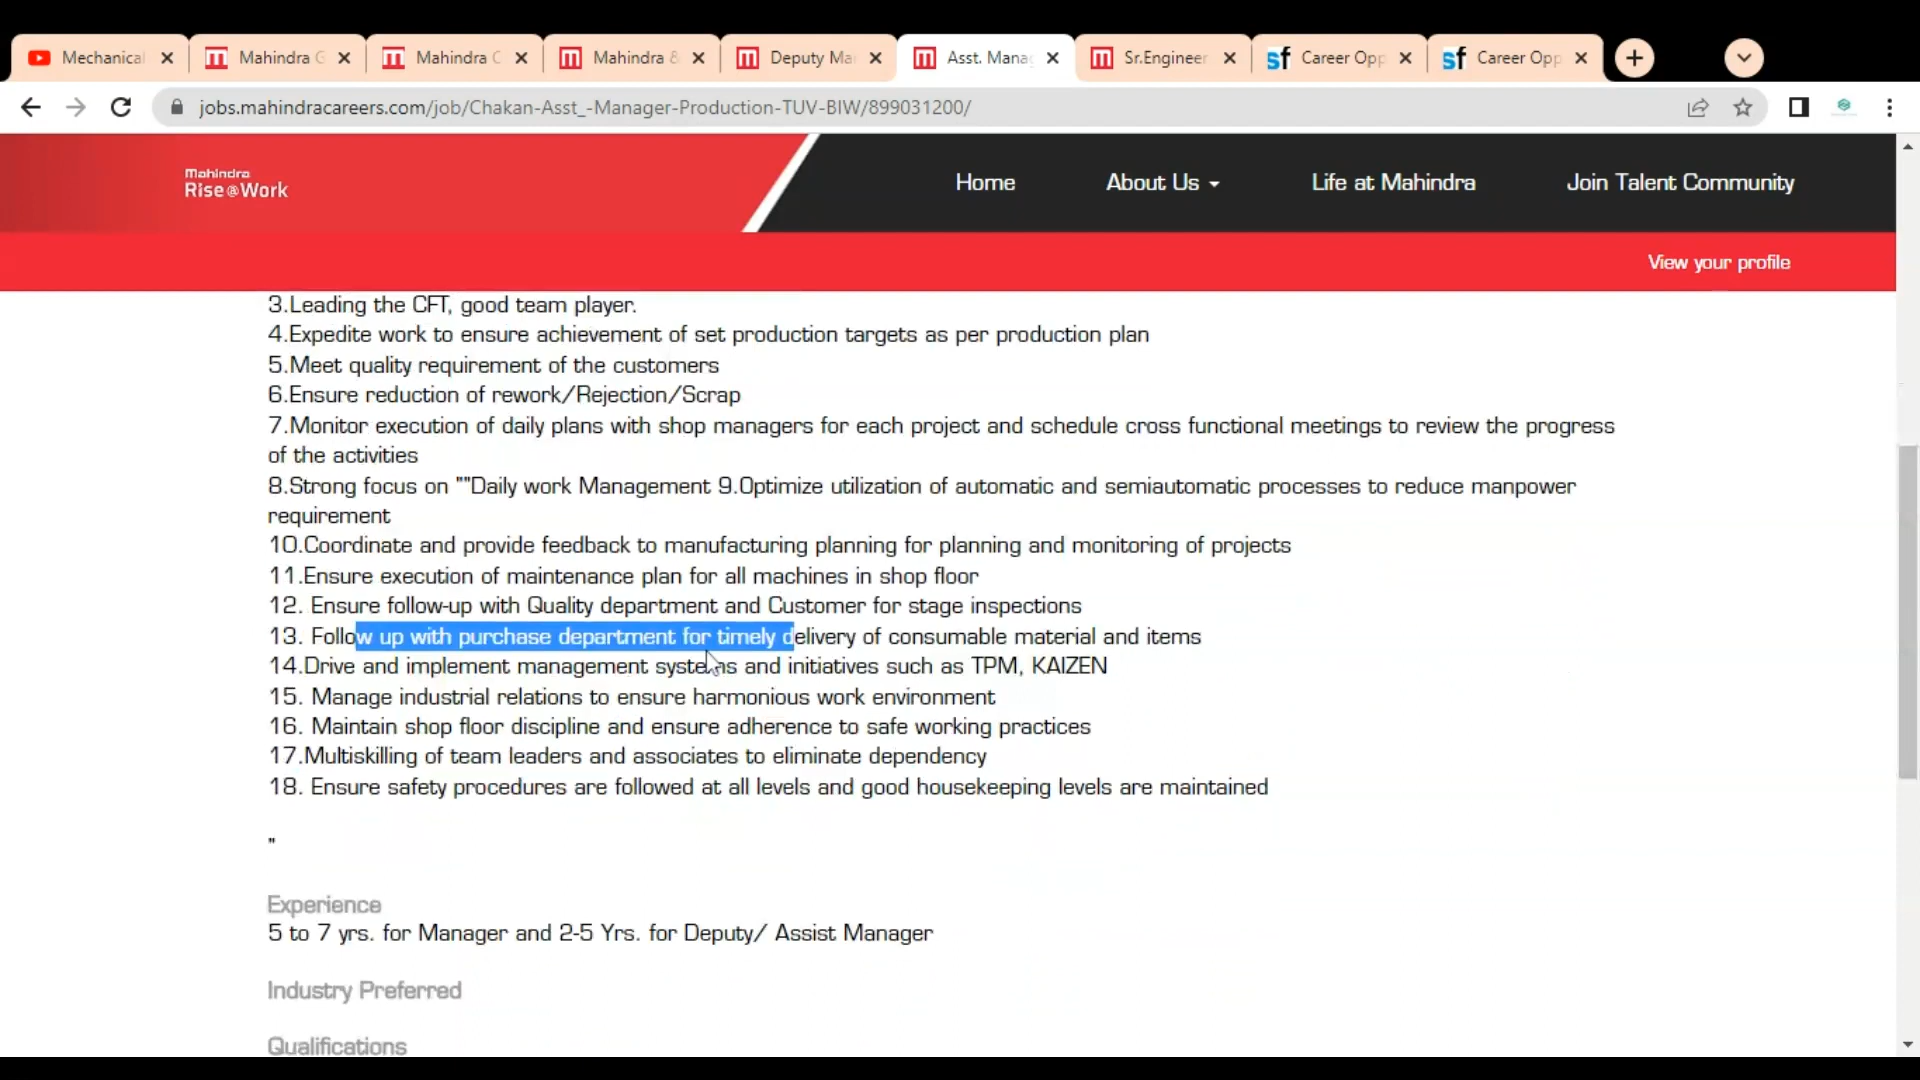 Mechanical
Mahindra G
Mahindra C
Mahindra &
Deputy Ma
Asst. Mana
Sr.Engineer
sf Career Opp
sf Career Opp
jobs.mahindracareers.com/job/Chakan-Asst_-Manager-Production-TUV-BIW/899031200/
Mahindra
Rise@Work
Home
About Us
Life at Mahindra
Join Talent Community
View your profile
3.Leading the CFT, good team player.
4.Expedite work to ensure achievement of set production targets as per production plan
5.Meet quality requirement of the customers
6.Ensure reduction of rework/Rejection/Scrap
7.Monitor execution of daily plans with shop managers for each project and schedule cross functional meetings to review the progress
of the activities
8.Strong focus on ""Daily work Management 9.Optimize utilization of automatic and semiautomatic processes to reduce manpower
requirement
10.Coordinate and provide feedback to manufacturing planning for planning and monitoring of projects
11.Ensure execution of maintenance plan for all machines in shop floor
12. Ensure follow-up with Quality department and Customer for stage inspections
13. Follow up with purchase department for timely delivery of consumable material and items
14.Drive and implement management systems and initiatives such as TPM, KAIZEN
15. Manage industrial relations to ensure harmonious work environment
16. Maintain shop floor discipline and ensure adherence to safe working practices
17.Multiskilling of team leaders and associates to eliminate dependency
18. Ensure safety procedures are followed at all levels and good housekeeping levels are maintained
"
Experience
5 to 7 yrs. for Manager and 2-5 Yrs. for Deputy/ Assist Manager
Industry Preferred
Qualifications